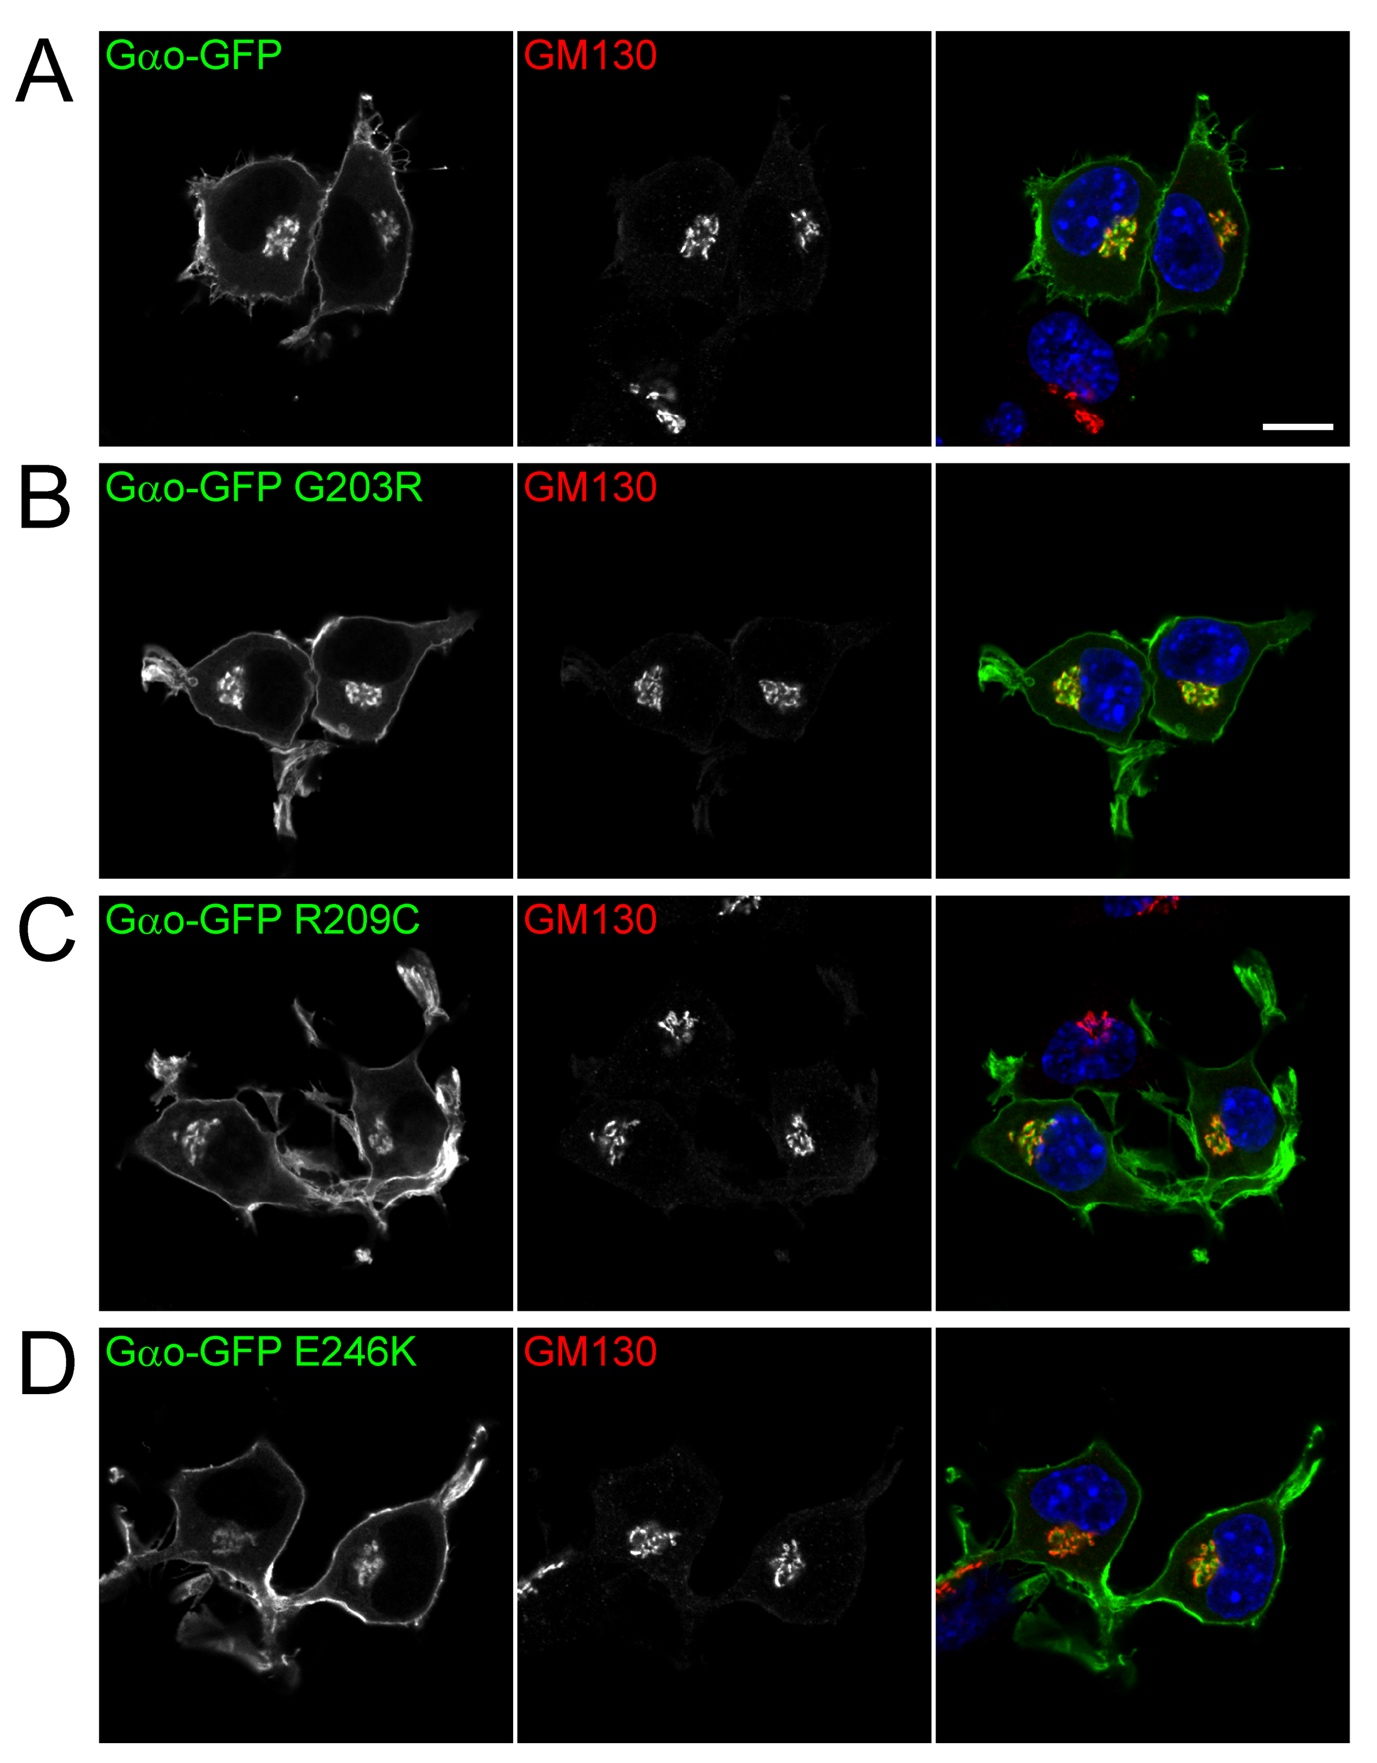 A
Gαo-GFP
GM130
B
Gαo-GFP G203R
GM130
C
Gαo-GFP R209C
GM130
D
Gαo-GFP E246K
GM130